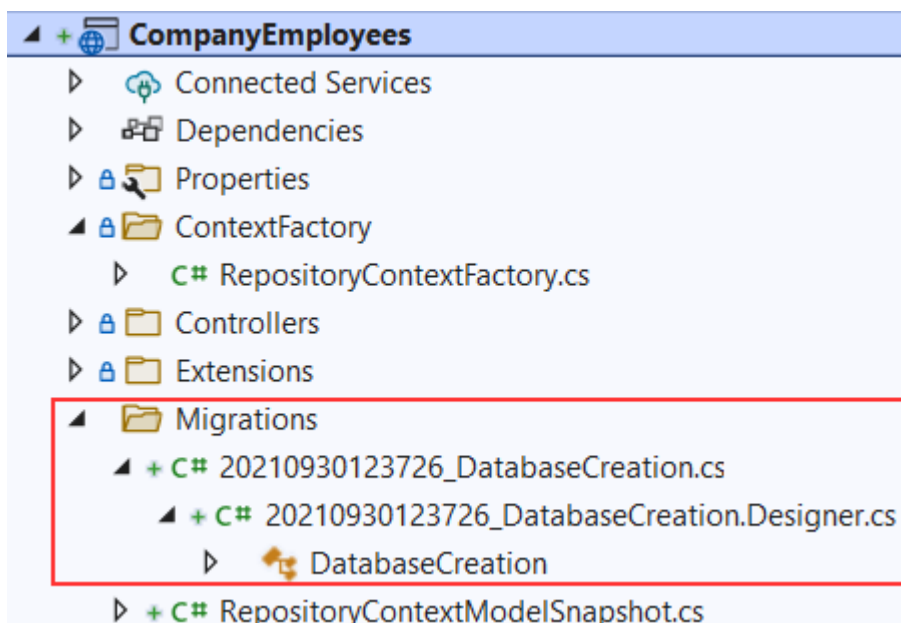 CompanyEmployees
Connected Services
Dependencies
Properties
ContextFactory
C# RepositoryContextFactory.cs
Controllers
Extensions
Migrations
+ C# 20210930123726_DatabaseCreation.cs
+ C# 20210930123726_DatabaseCreation.Designer.cs
DatabaseCreation
+ C# RepositoryContextModelSnapshot.cs